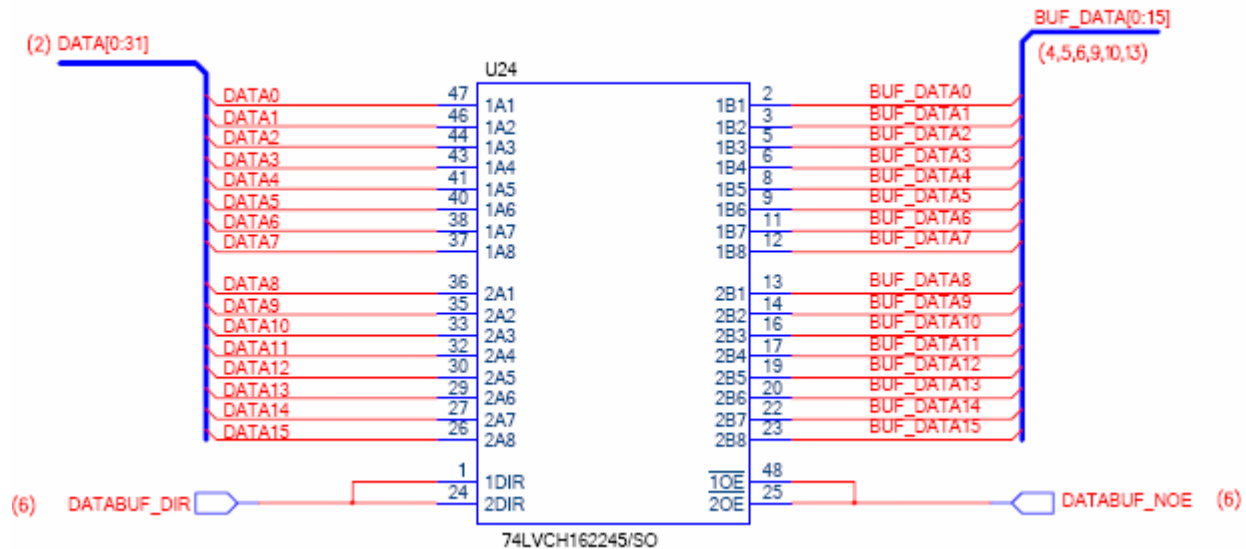 BUF_DATA[0:15]
(2) DATA[0:31]
(4,5,6,9,10,13)
U24
DATA0 47 1A1 1B1 2 BUF_DATA0
DATA1 46 1A2 1B2 3 BUF_DATA1
DATA2 44 1A3 1B3 5 BUF_DATA2
DATA3 43 1A4 1B4 6 BUF_DATA3
DATA4 41 1A5 1B5 8 BUF_DATA4
DATA5 40 1A6 1B6 9 BUF_DATA5
DATA6 38 1A7 1B7 11 BUF_DATA6
DATA7 37 1A8 1B8 12 BUF_DATA7
DATA8 36 2A1 2B1 13 BUF_DATA8
DATA9 35 2A2 2B2 14 BUF_DATA9
DATA10 33 2A3 2B3 16 BUF_DATA10
DATA11 32 2A4 2B4 17 BUF_DATA11
DATA12 30 2A5 2B5 19 BUF_DATA12
DATA13 29 2A6 2B6 20 BUF_DATA13
DATA14 27 2A7 2B7 22 BUF_DATA14
DATA15 26 2A8 2B8 23 BUF_DATA15
1 1DIR 1OE 48
(6) DATABUF_DIR 24 2DIR 2OE 25 DATABUF_NOE (6)
74LVCH162245/SO